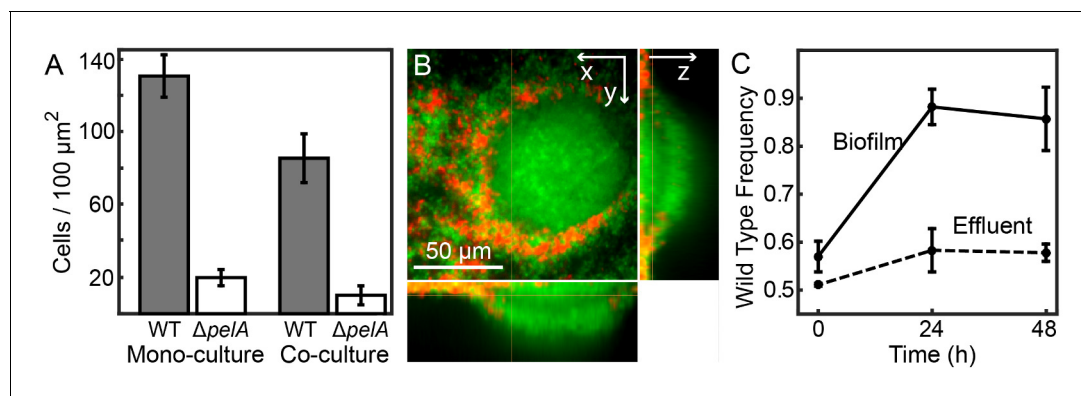 A
140
100
60
20
Cells / 100 μm²
WT ΔpelA WT ΔpelA
Mono-culture Co-culture
B
x
y
z
50 μm
C
0.9
0.8
0.7
0.6
0.5
Wild Type Frequency
Biofilm
Effluent
0 24 48
Time (h)